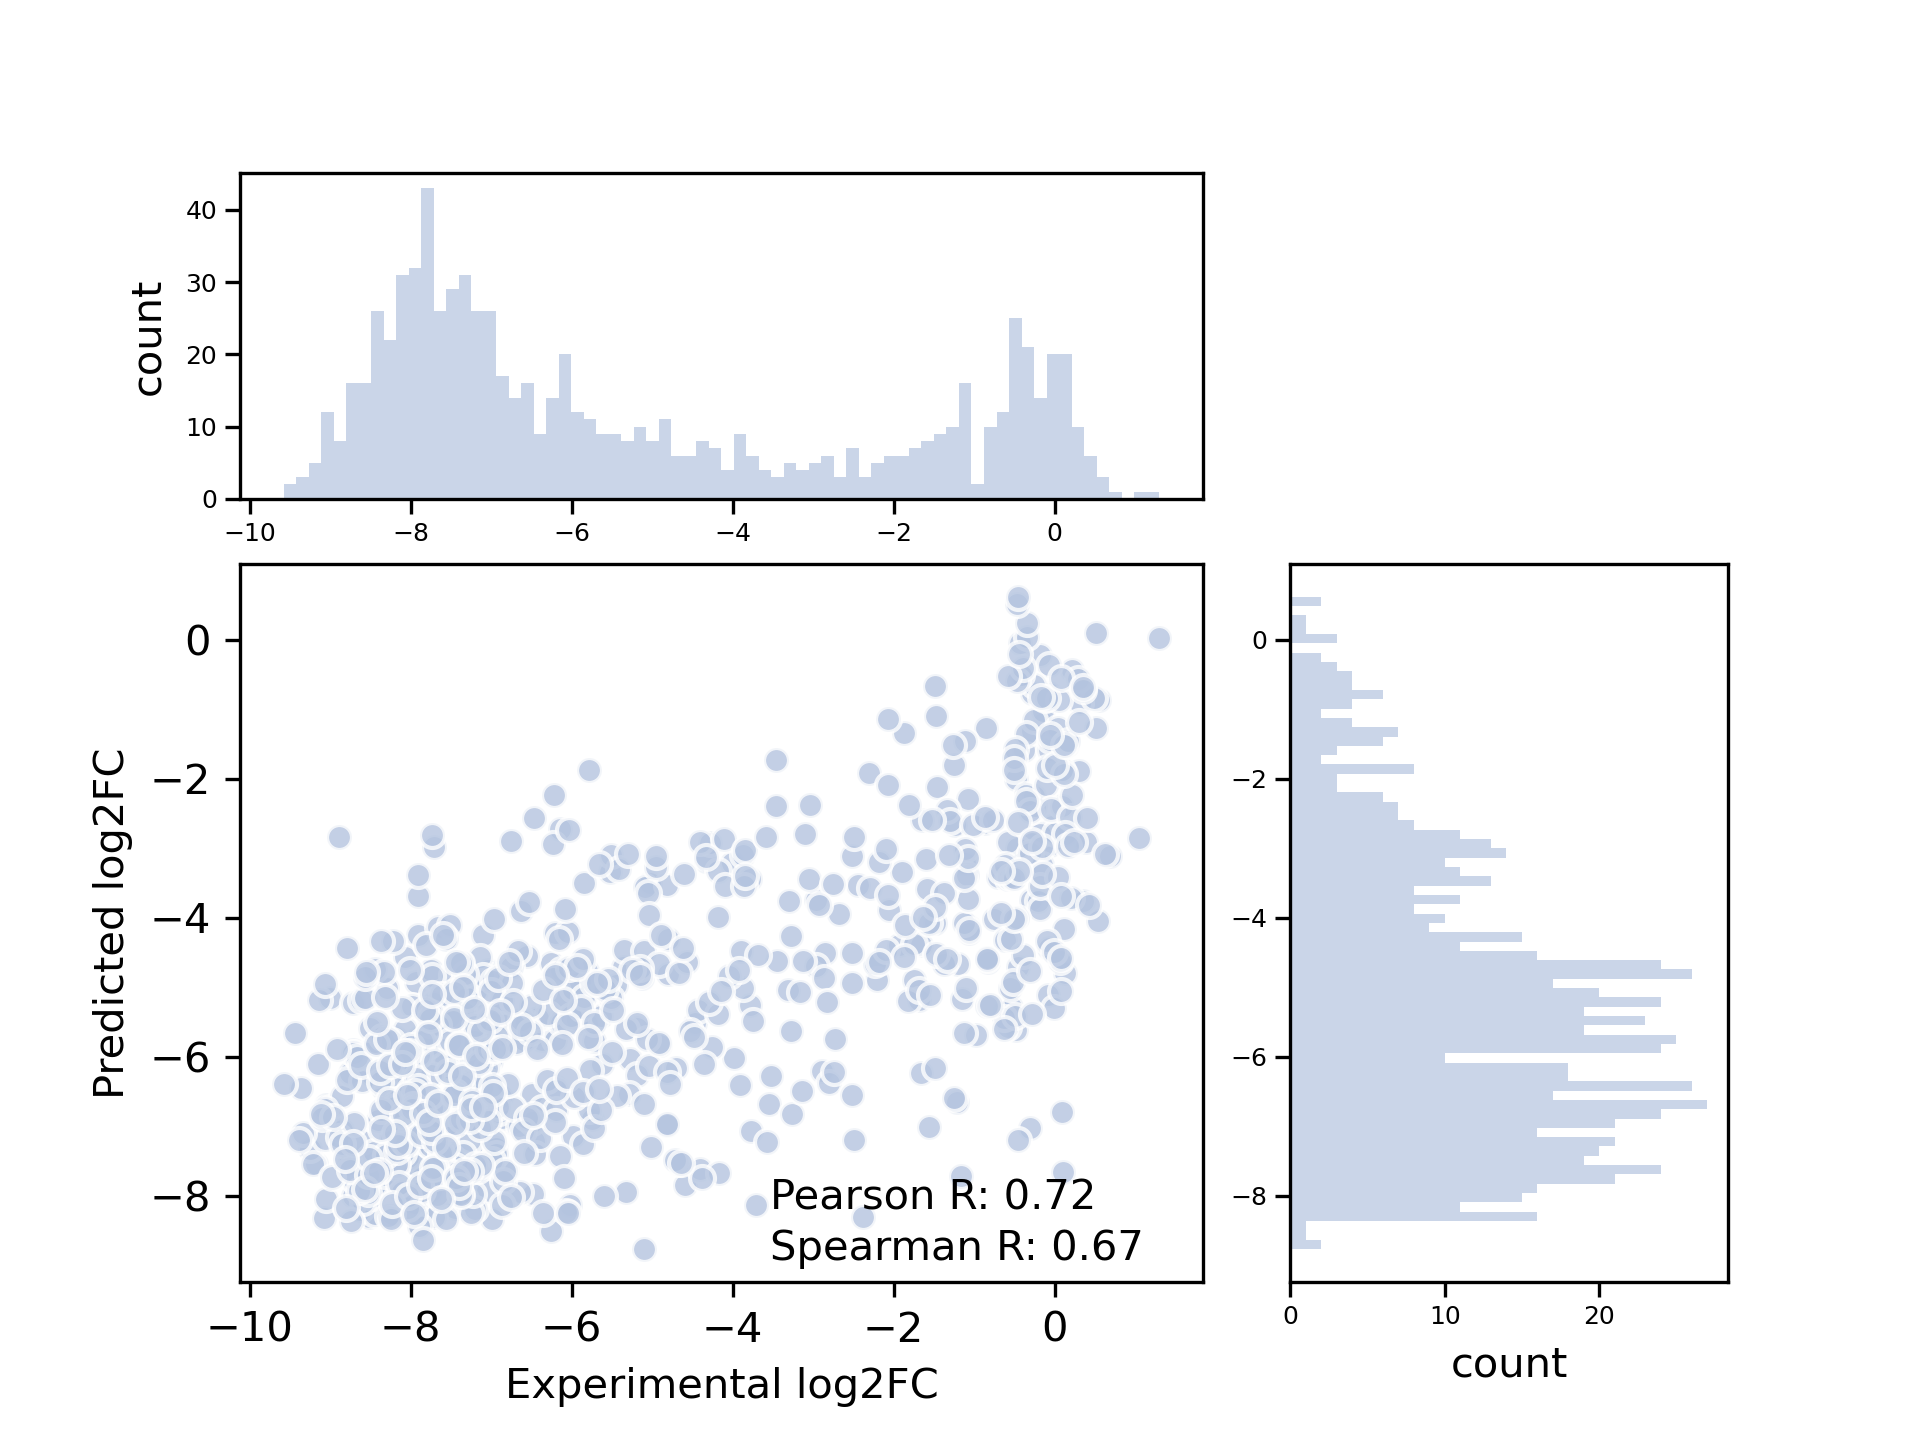 40
30
20
10
0
count
−10 −8 −6 −4 −2 0
0
−2
−4
−6
−8
Predicted log2FC
Pearson R: 0.72
Spearman R: 0.67
−10 −8 −6 −4 −2 0
Experimental log2FC
0
−2
−4
−6
−8
0 10 20
count